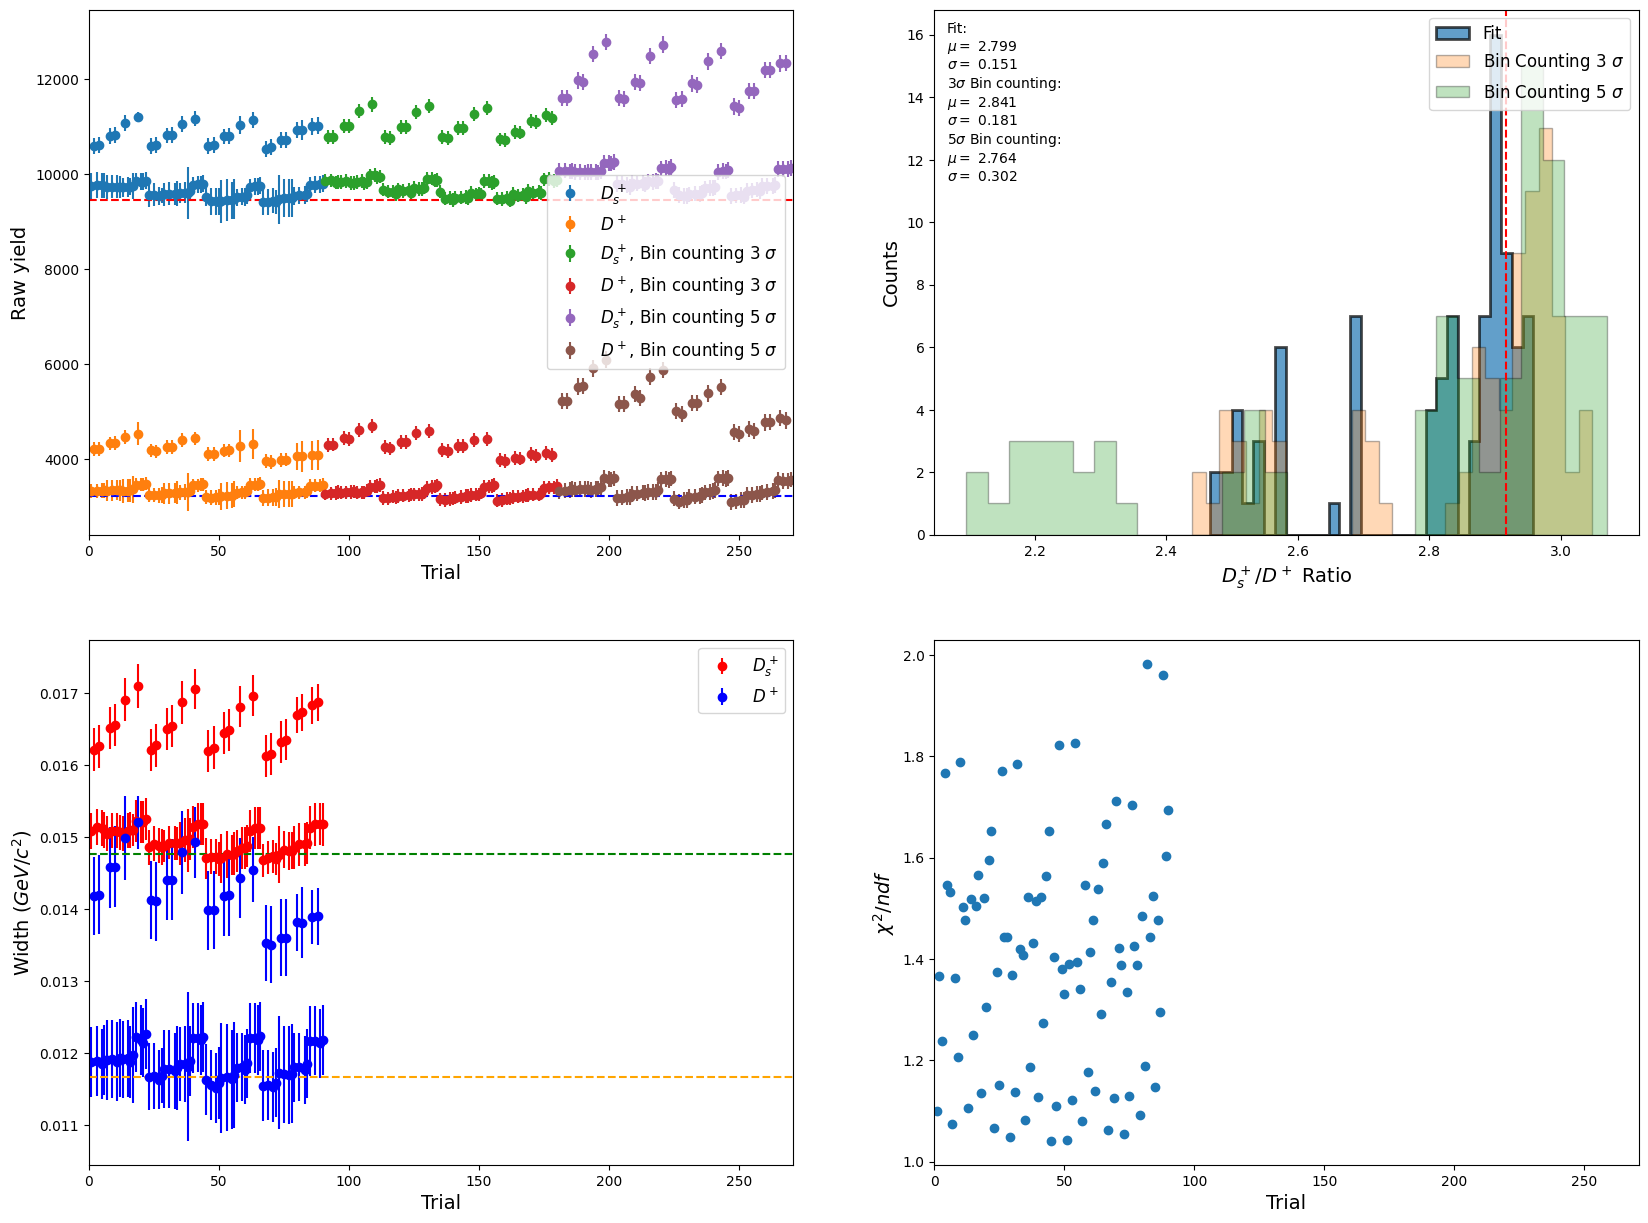 12000
10000
8000
6000
4000
Raw yield
0 50 100 150 200 250
Trial
D_s^+
D^+
D_s^+, Bin counting 3 σ
D^+, Bin counting 3 σ
D_s^+, Bin counting 5 σ
D^+, Bin counting 5 σ
16
14
12
10
8
6
4
2
0
Counts
2.2 2.4 2.6 2.8 3.0
D_s^+/D^+ Ratio
Fit:
μ = 2.799
σ = 0.151
3σ Bin counting:
μ = 2.841
σ = 0.181
5σ Bin counting:
μ = 2.764
σ = 0.302
Fit
Bin Counting 3 σ
Bin Counting 5 σ
0.017
0.016
0.015
0.014
0.013
0.012
0.011
Width (GeV/c^2)
0 50 100 150 200 250
Trial
D_s^+
D^+
2.0
1.8
1.6
1.4
1.2
1.0
χ^2/ndf
0 50 100 150 200 250
Trial